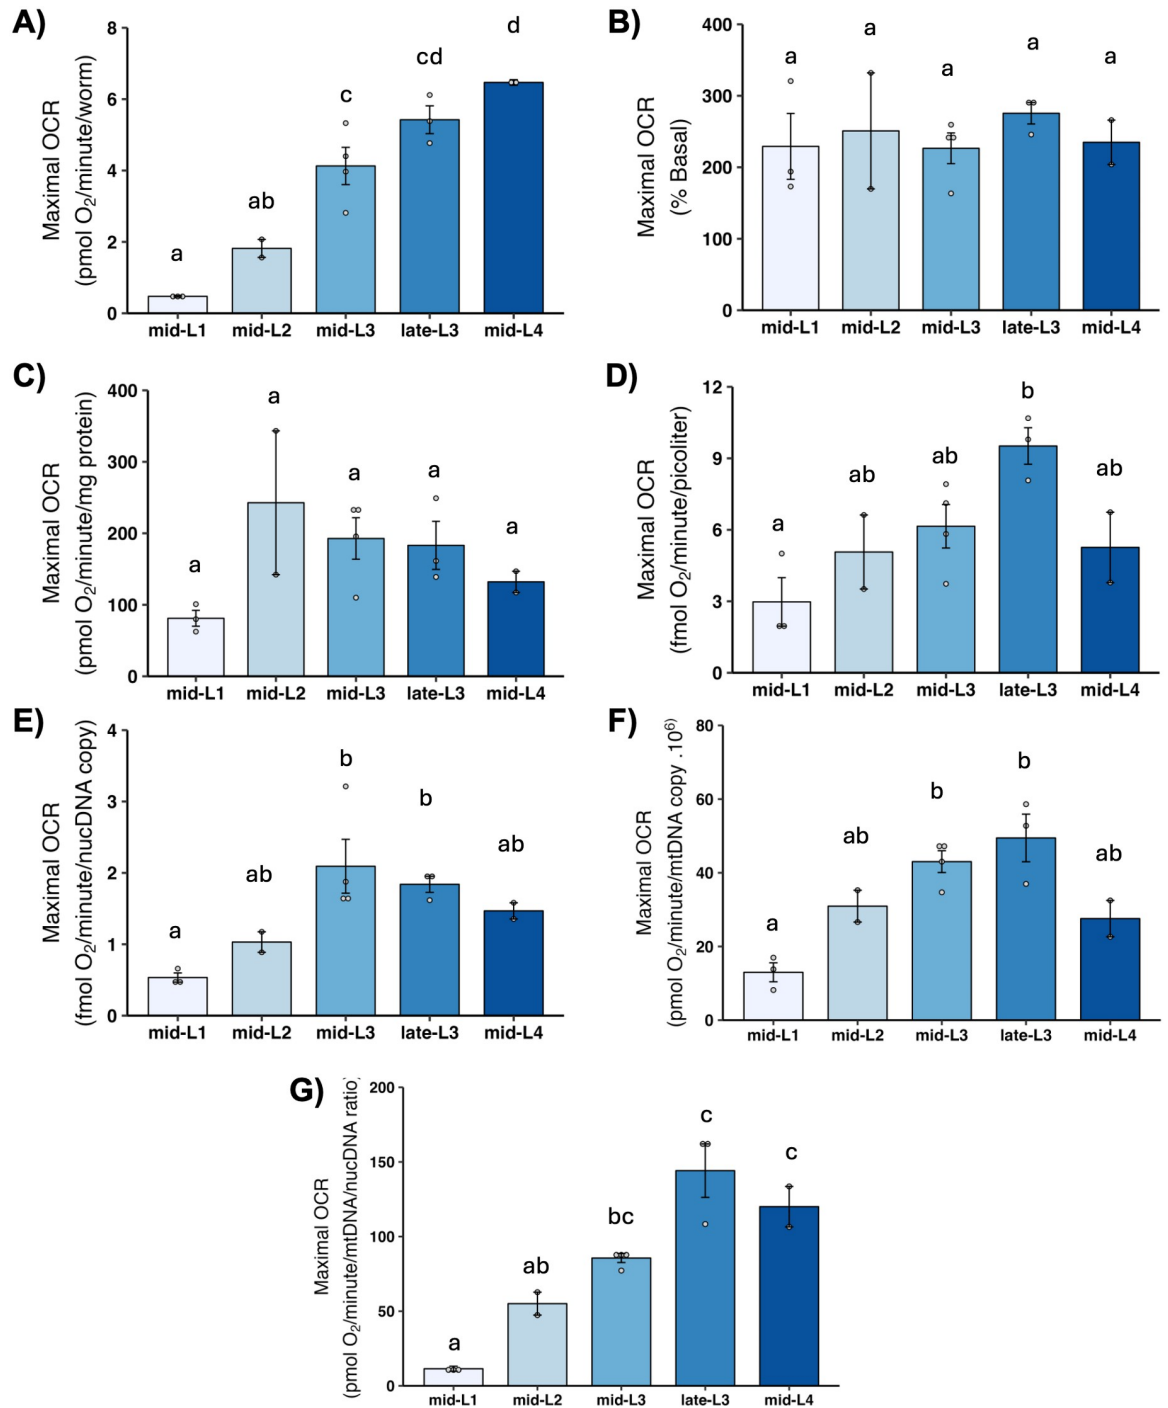 A)
Maximal OCR
(pmol O₂/minute/worm)
8
6
4
2
0
a
ab
c
cd
d
mid-L1 mid-L2 mid-L3 late-L3 mid-L4
B)
Maximal OCR
(% Basal)
400
300
200
100
0
a
a
a
a
a
mid-L1 mid-L2 mid-L3 late-L3 mid-L4
C)
Maximal OCR
(pmol O₂/minute/mg protein)
400
300
200
100
0
a
a
a
a
a
mid-L1 mid-L2 mid-L3 late-L3 mid-L4
D)
Maximal OCR
(fmol O₂/minute/picoliter)
12
9
6
3
0
a
ab
ab
b
ab
mid-L1 mid-L2 mid-L3 late-L3 mid-L4
E)
Maximal OCR
(fmol O₂/minute/nucDNA copy)
4
3
2
1
0
a
ab
b
b
ab
mid-L1 mid-L2 mid-L3 late-L3 mid-L4
F)
Maximal OCR
(pmol O₂/minute/mtDNA copy .10⁶)
80
60
40
20
0
a
ab
b
b
ab
mid-L1 mid-L2 mid-L3 late-L3 mid-L4
G)
Maximal OCR
(pmol O₂/minute/mtDNA/nucDNA ratio)
200
150
100
50
0
a
ab
bc
c
c
mid-L1 mid-L2 mid-L3 late-L3 mid-L4